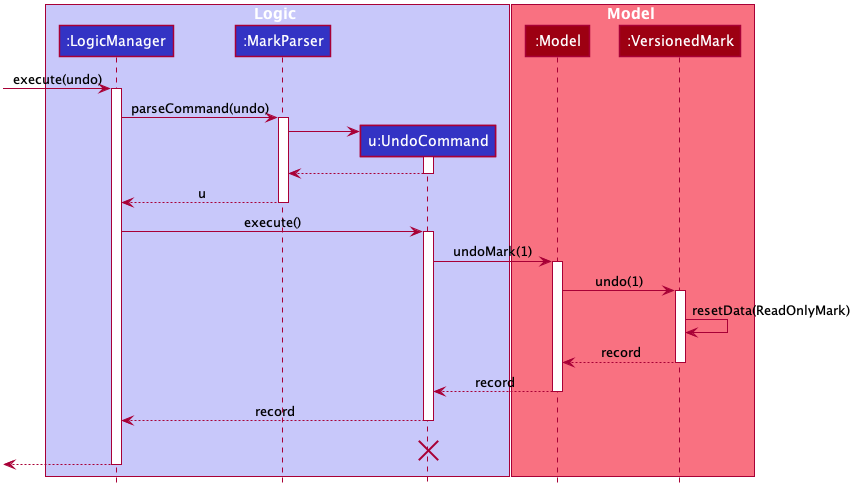 Logic
Model
:LogicManager
:MarkParser
:Model
:VersionedMark
execute(undo)
parseCommand(undo)
u:UndoCommand
u
execute()
undoMark(1)
undo(1)
resetData(ReadOnlyMark)
record
record
record